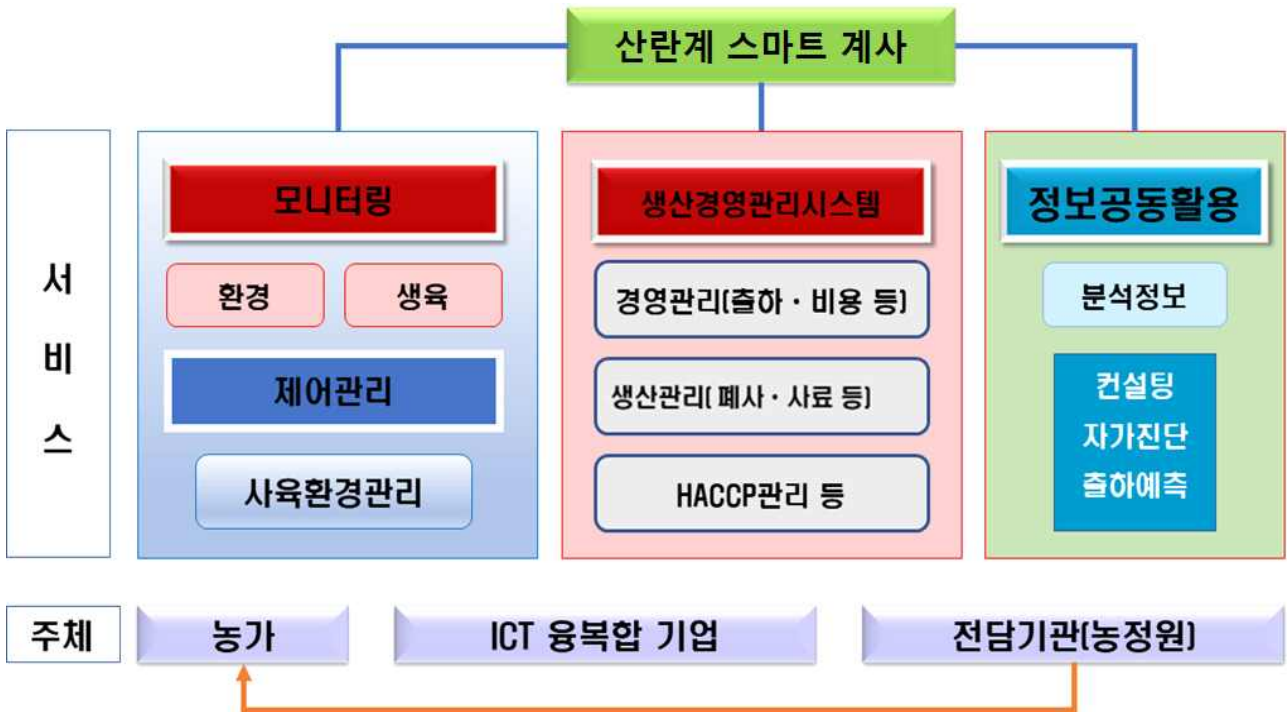 산란계 스마트 계사
서
비
스
모니터링
환경
생육
제어관리
사육환경관리
생산경영관리시스템
경영관리(출하 · 비용 등)
생산관리( 폐사 · 사료 등)
HACCP관리 등
정보공동활용
분석정보
컨설팅
자가진단
출하예측
주체
농가
ICT 융복합 기업
전담기관(농정원)